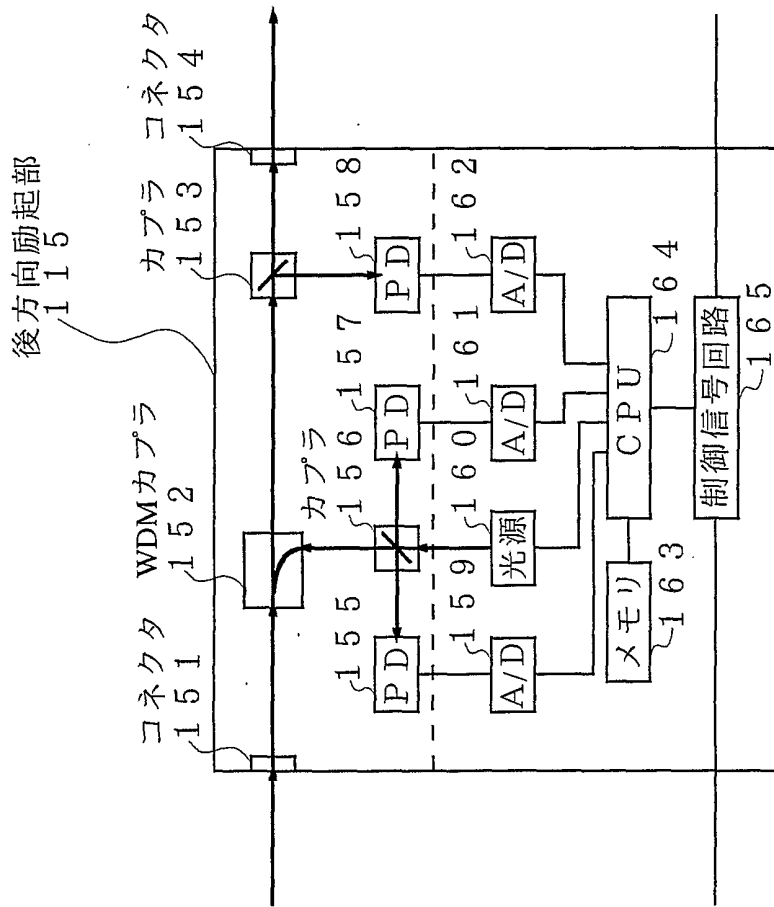 後方向励起部
115
コネクタ
151
WDMカプラ
152
カプラ
153
コネクタ
154
カプラ
156
PD
155
PD
157
PD
158
A/D
159
光源
160
A/D
161
A/D
162
メモリ
163
CPU
164
制御信号回路
165